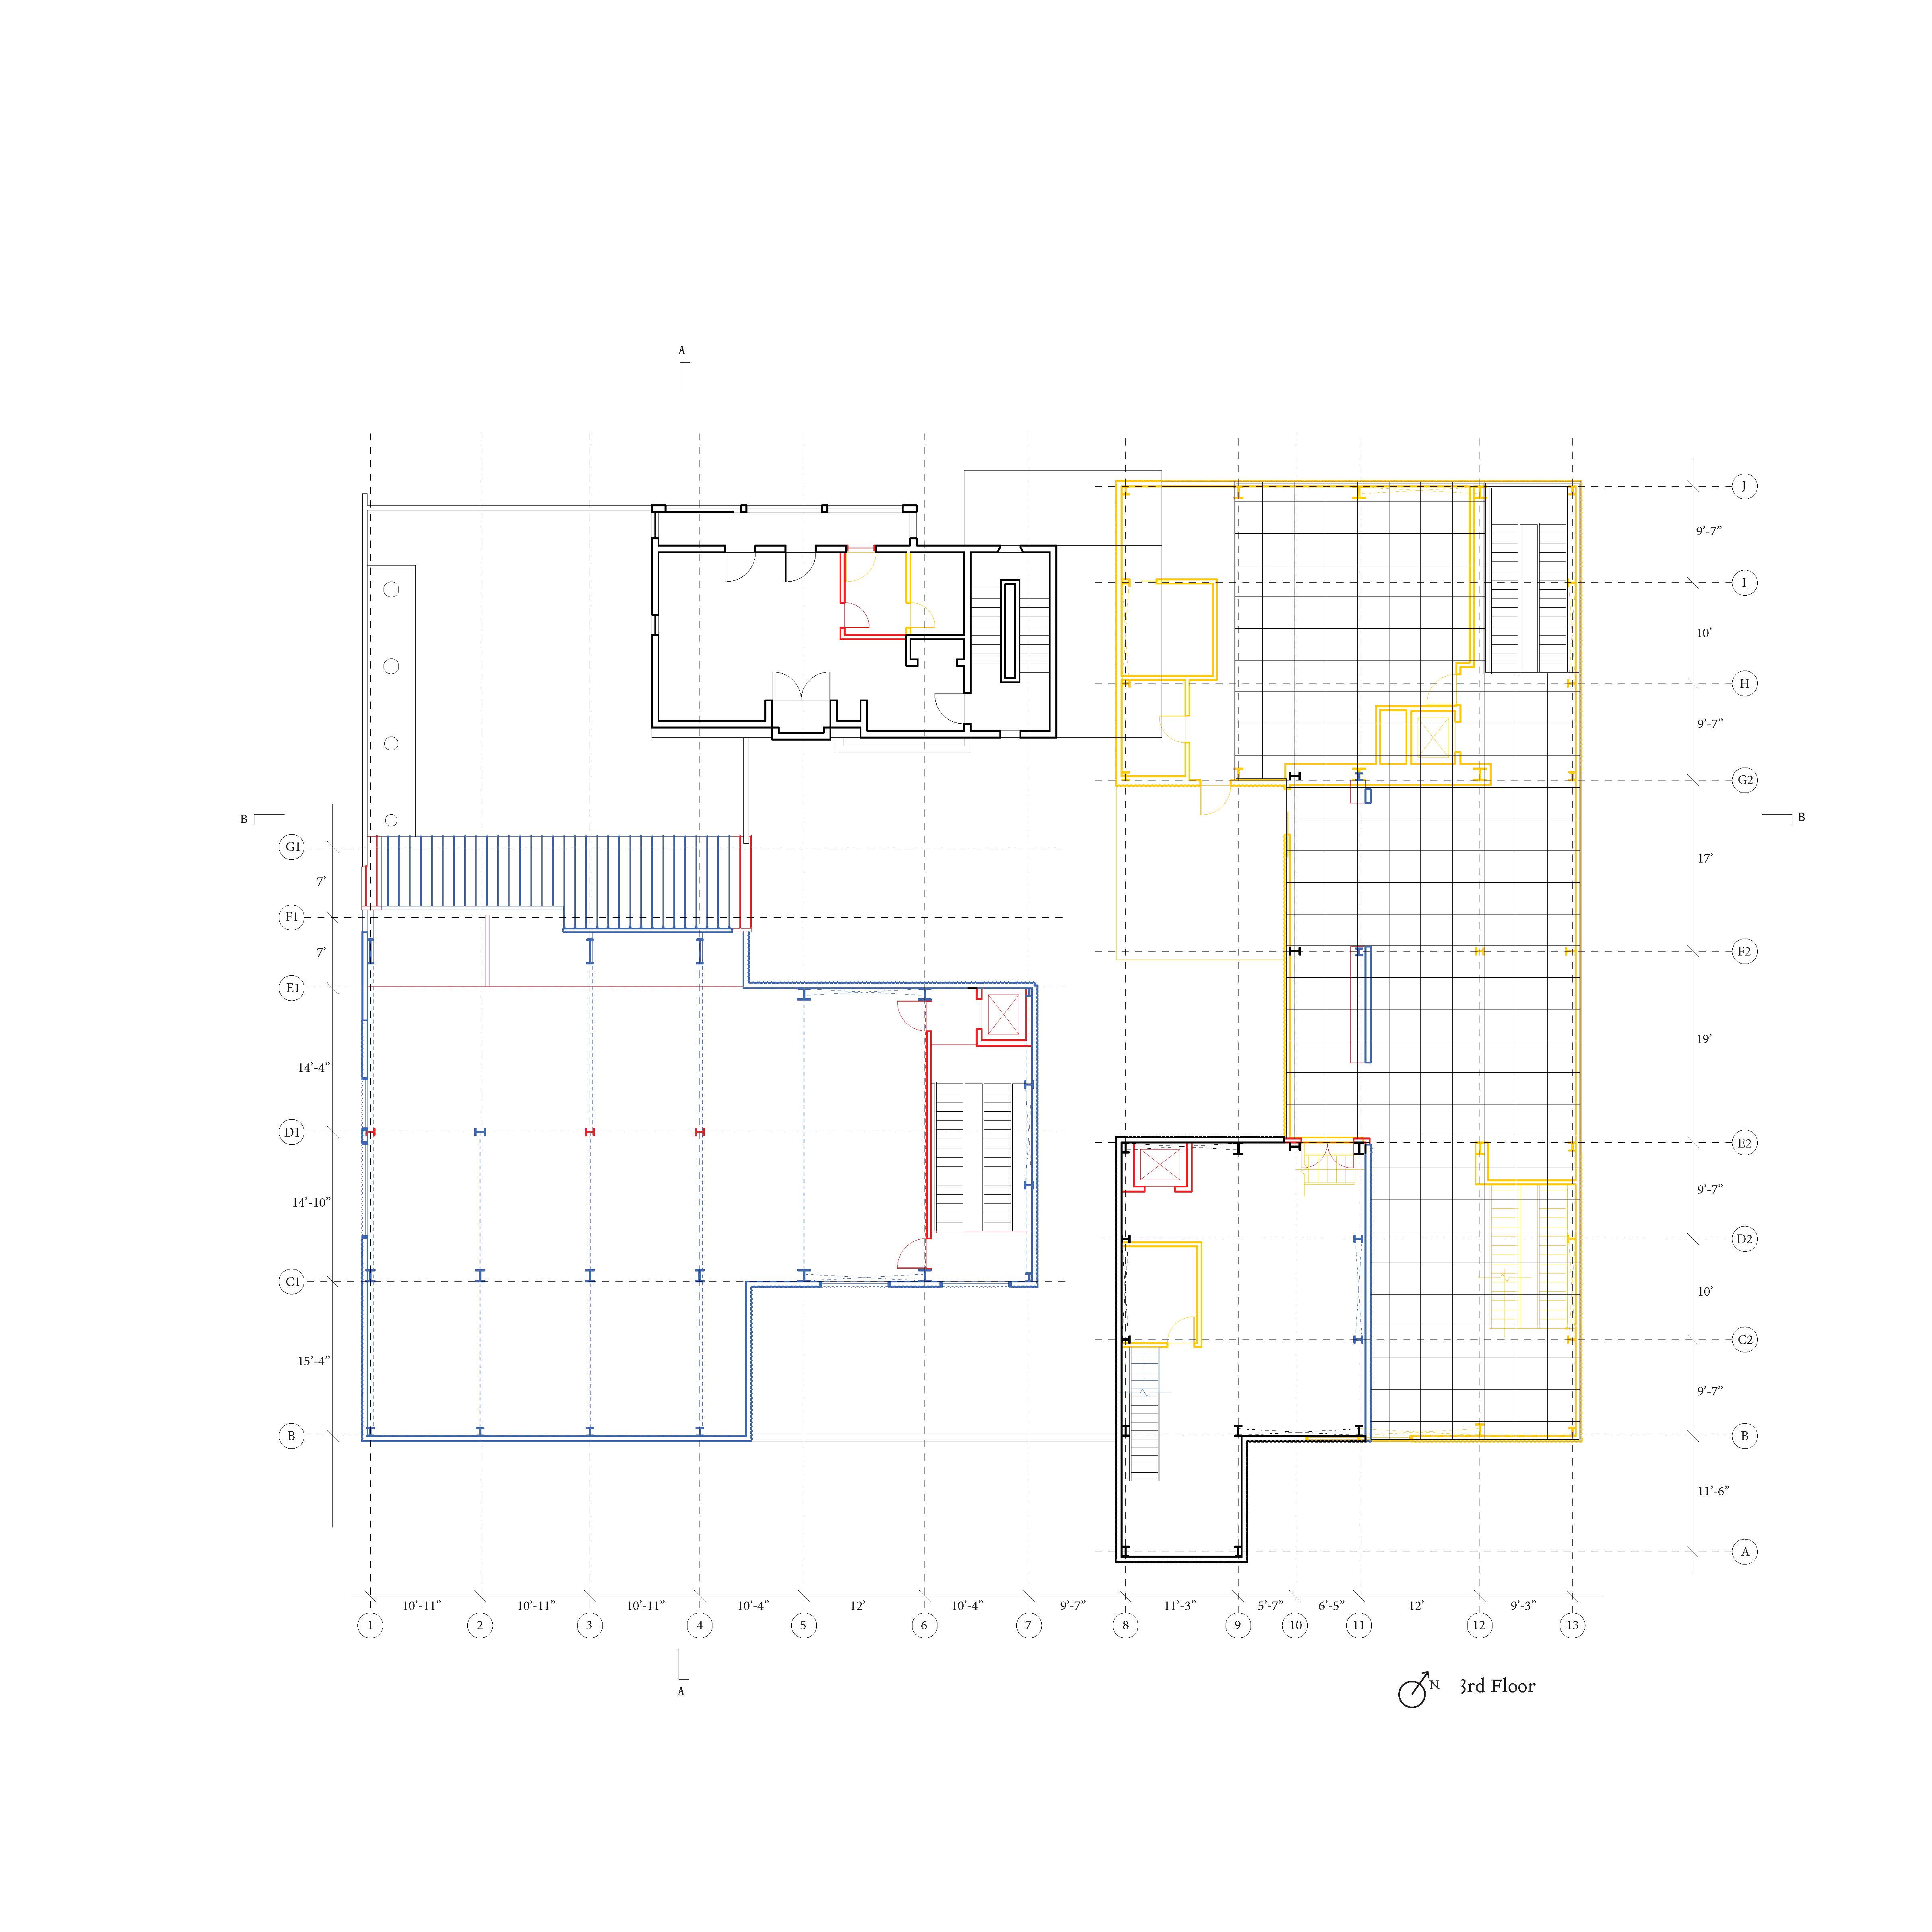 A
J
9’-7”
I
10’
H
9’-7”
G2
B
B
G1
17’
7’
F1
F2
7’
E1
19’
14’-4”
D1
E2
9’-7”
14’-10”
D2
C1
10’
C2
15’-4”
9’-7”
B
B
11’-6”
A
10’-11” 10’-11” 10’-11” 10’-4” 12’ 10’-4” 9’-7” 11’-3” 5’-7” 6’-5” 12’ 9’-3”
1 2 3 4 5 6 7 8 9 10 11 12 13
N 3rd Floor
A